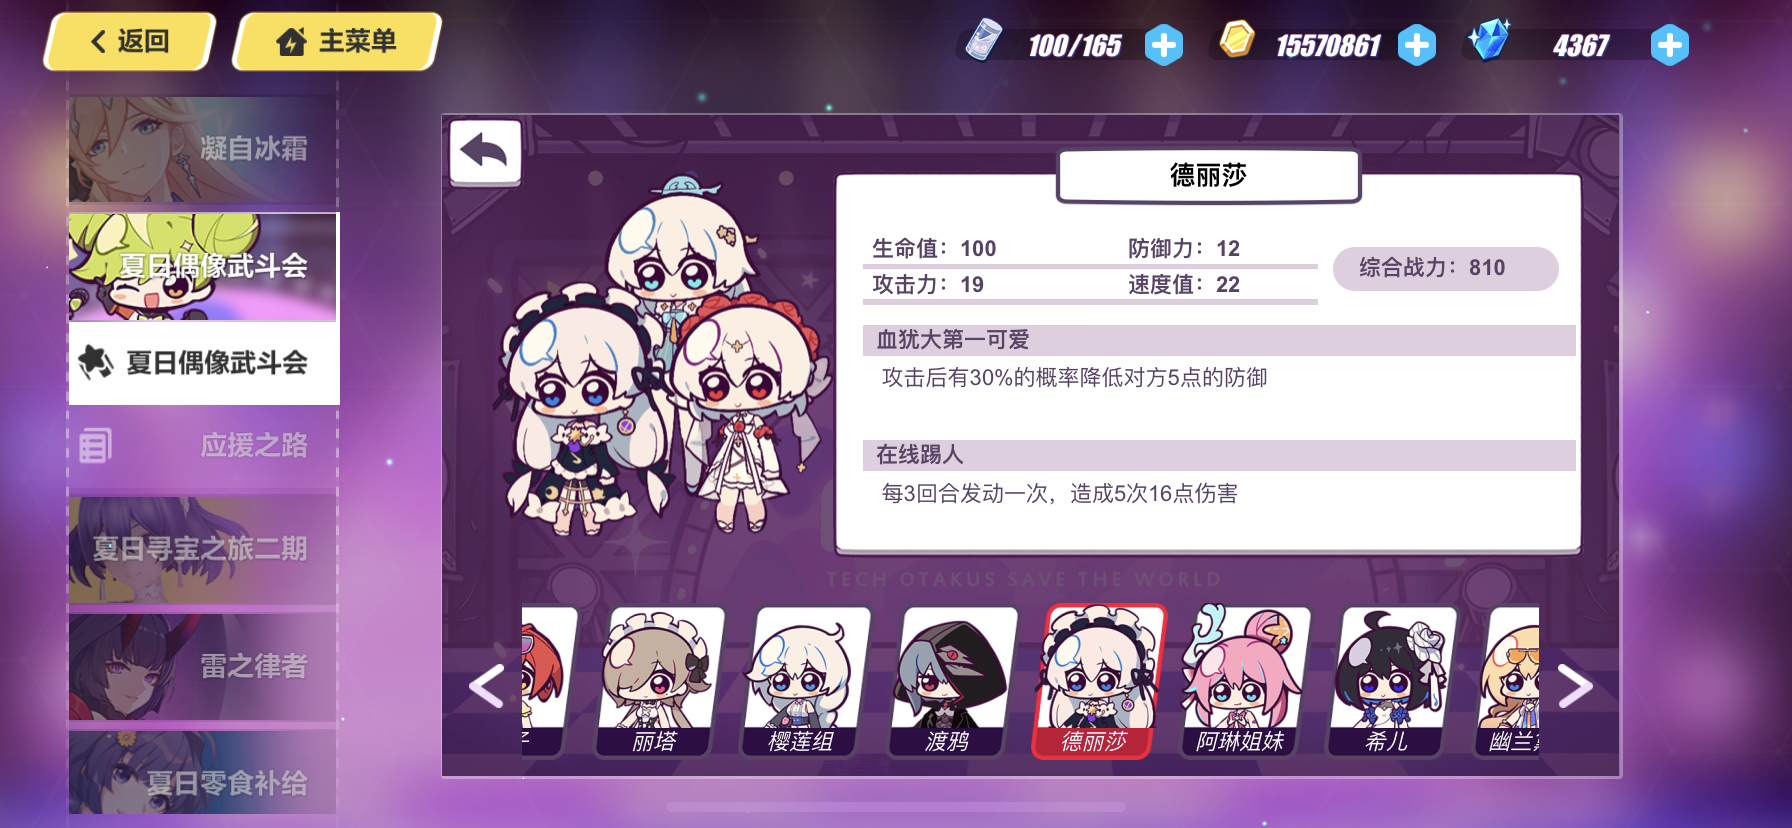 返回
主菜单
100/165
15570861
4367
凝自冰霜
夏日偶像武斗会
夏日偶像武斗会
应援之路
夏日寻宝之旅二期
雷之律者
夏日零食补给
德丽莎
生命值：100
防御力：12
攻击力：19
速度值：22
综合战力：810
血犹大第一可爱
攻击后有30%的概率降低对方5点的防御
在线踢人
每3回合发动一次，造成5次16点伤害
TECH OTAKUS SAVE THE WORLD
丽塔
樱莲组
渡鸦
德丽莎
阿琳姐妹
希儿
幽兰